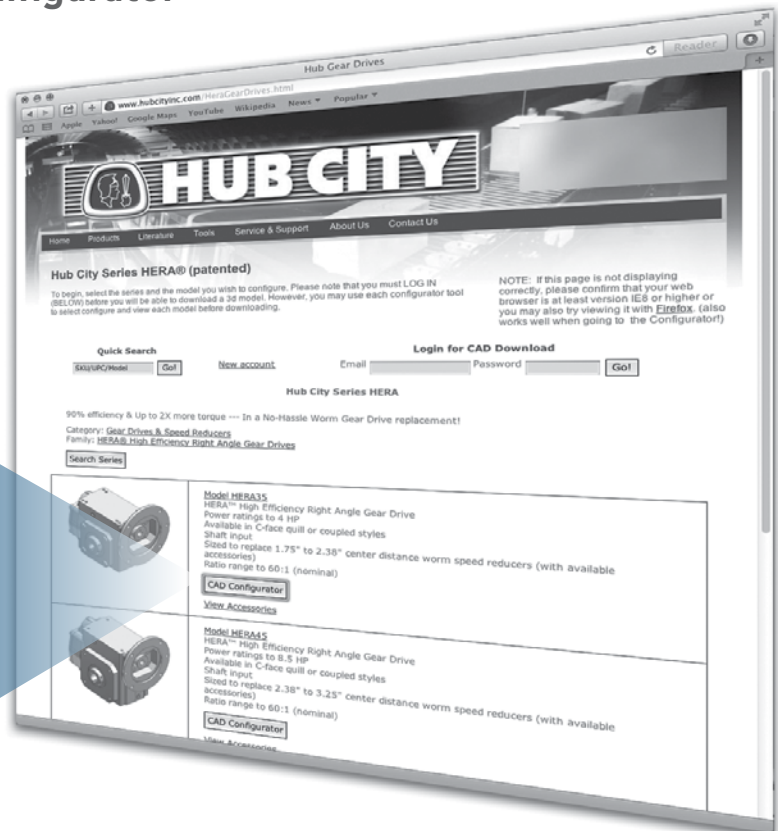 Hub Gear Drives
Reader
www.hubcityinc.com/HeraGearDrives.html
Apple Yahoo! Google Maps YouTube Wikipedia News Popular
HUB CITY
Home Products Literature Tools Service & Support About Us Contact Us
Hub City Series HERA® (patented)
To begin, select the series and the model you wish to configure. Please note that you must LOG IN
(BELOW) before you will be able to download a 3d model. However, you may use each configurator tool
to select configure and view each model before downloading.
NOTE: If this page is not displaying
correctly, please confirm that your web
browser is at least version IE8 or higher or
you may also try viewing it with Firefox. (also
works well when going to the Configurator!)
Quick Search
SKU/UPC/Model Go!
New account
Login for CAD Download
Email Password Go!
Hub City Series HERA
90% efficiency & Up to 2X more torque --- In a No-Hassle Worm Gear Drive replacement!
Category: Gear Drives & Speed Reducers
Family: HERA® High Efficiency Right Angle Gear Drives
Search Series
Model HERA35
HERA™ High Efficiency Right Angle Gear Drive
Power ratings to 4 HP
Available in C-face quill or coupled styles
Shaft input
Sized to replace 1.75" to 2.38" center distance worm speed reducers (with available
accessories)
Ratio range to 60:1 (nominal)
CAD Configurator
View Accessories
Model HERA45
HERA™ High Efficiency Right Angle Gear Drive
Power ratings to 8.5 HP
Available in C-face quill or coupled styles
Shaft input
Sized to replace 2.38" to 3.25" center distance worm speed reducers (with available
accessories)
Ratio range to 60:1 (nominal)
CAD Configurator
View Accessories